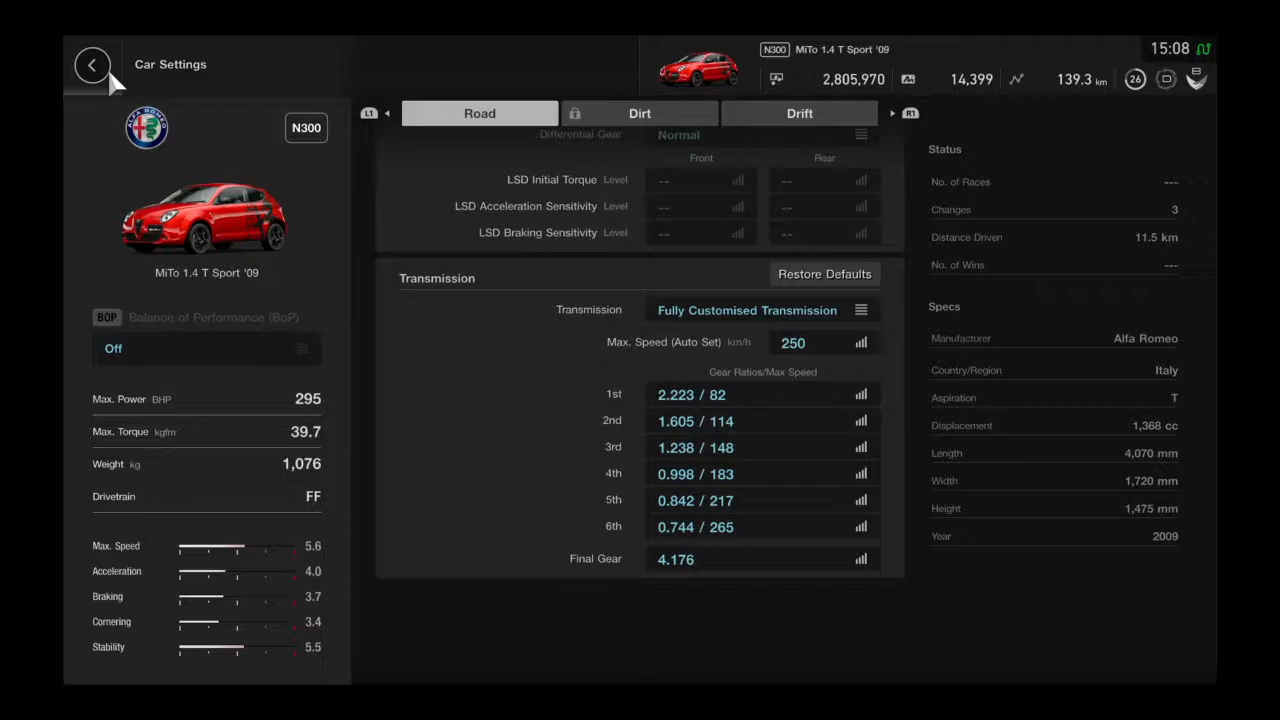 Car Settings
N300 MiTo 1.4 T Sport '09
15:08
2,805,970 14,399 139.3 km 26
ALFA ROMEO
N300
MiTo 1.4 T Sport '09
BOP Balance of Performance (BoP)
Off
Max. Power BHP 295
Max. Torque kgfm 39.7
Weight kg 1,076
Drivetrain FF
Max. Speed 5.6
Acceleration 4.0
Braking 3.7
Cornering 3.4
Stability 5.5
L1 Road Dirt Drift R1
Differential Gear Normal
Front Rear
LSD Initial Torque Level -- --
LSD Acceleration Sensitivity Level -- --
LSD Braking Sensitivity Level -- --
Transmission Restore Defaults
Transmission Fully Customised Transmission
Max. Speed (Auto Set) km/h 250
Gear Ratios/Max Speed
1st 2.223 / 82
2nd 1.605 / 114
3rd 1.238 / 148
4th 0.998 / 183
5th 0.842 / 217
6th 0.744 / 265
Final Gear 4.176
Status
No. of Races ---
Changes 3
Distance Driven 11.5 km
No. of Wins ---
Specs
Manufacturer Alfa Romeo
Country/Region Italy
Aspiration T
Displacement 1,368 cc
Length 4,070 mm
Width 1,720 mm
Height 1,475 mm
Year 2009